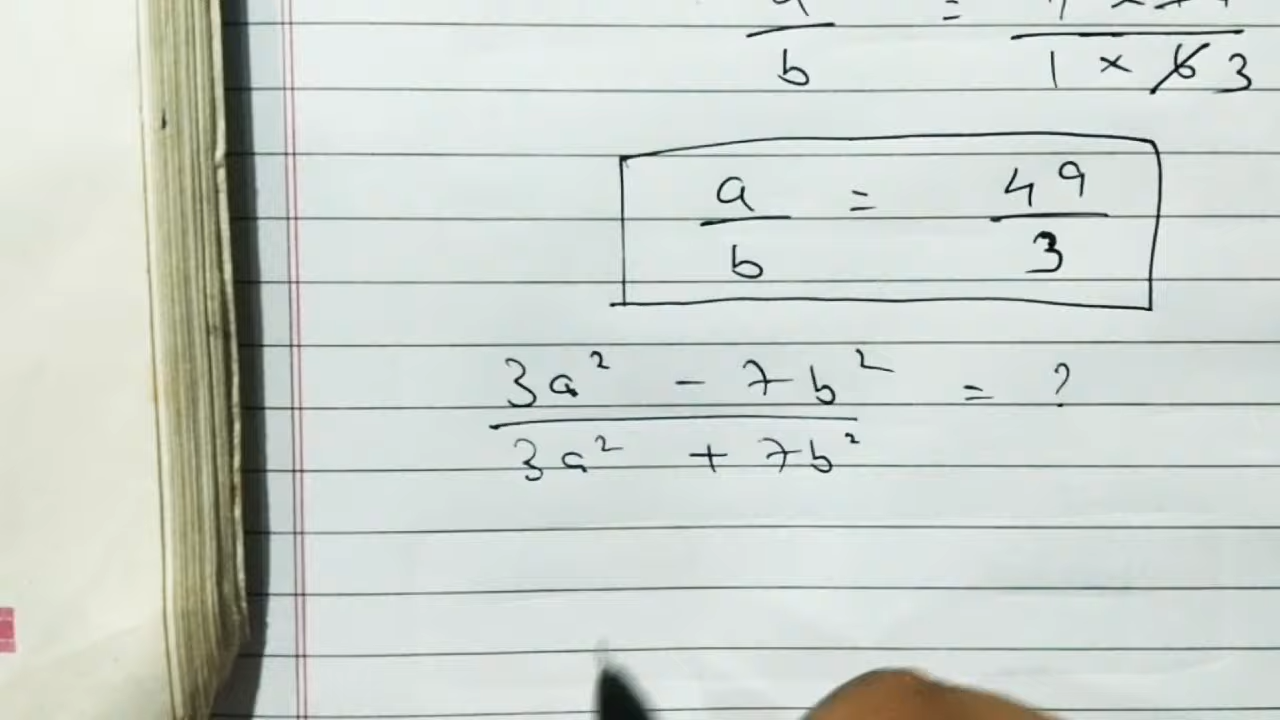 b = 1 × 6 3
a/b = 49/3
3a² - 7b² / 3a² + 7b² = ?